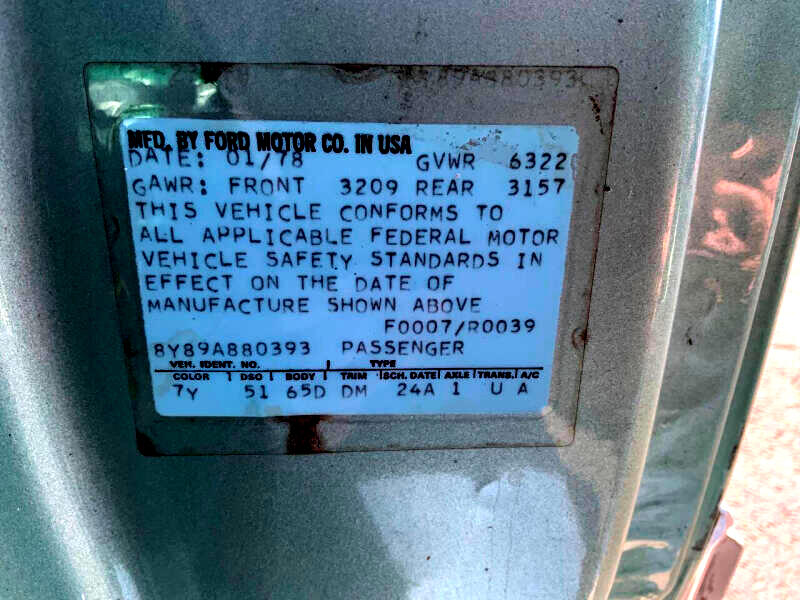 MFD. BY FORD MOTOR CO. IN USA
DATE: 01/78 GVWR 6322
GAWR: FRONT 3209 REAR 3157
THIS VEHICLE CONFORMS TO
ALL APPLICABLE FEDERAL MOTOR
VEHICLE SAFETY STANDARDS IN
EFFECT ON THE DATE OF
MANUFACTURE SHOWN ABOVE
F0007/R0039
8Y89A880393 PASSENGER
VEH. IDENT. NO. TYPE
COLOR DSO BODY TRIM SCH. DATE AXLE TRANS. A/C
7Y 51 65D DM 24A 1 U A